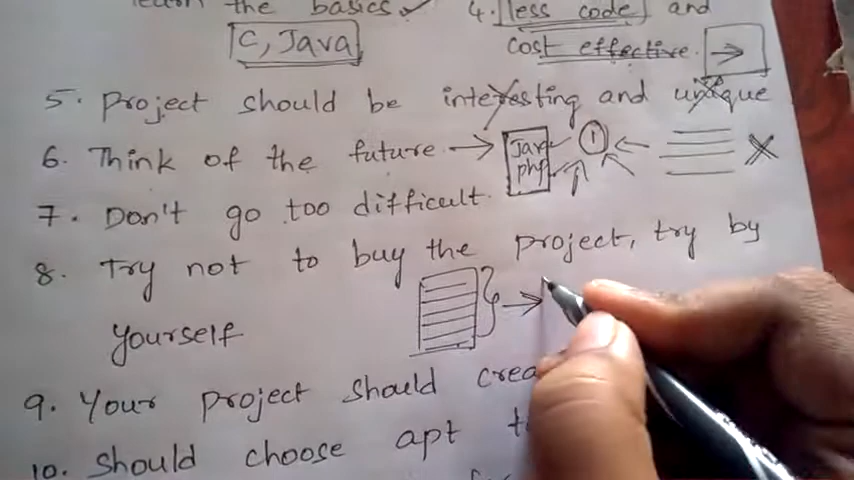 the basics 4. less code and
C, Java cost effective.
5. Project should be interesting and unique
6. Think of the future Jav php 1
7. Don't go too difficult.
8. Try not to buy the project, try by
yourself
9. Your project should
10. should choose apt